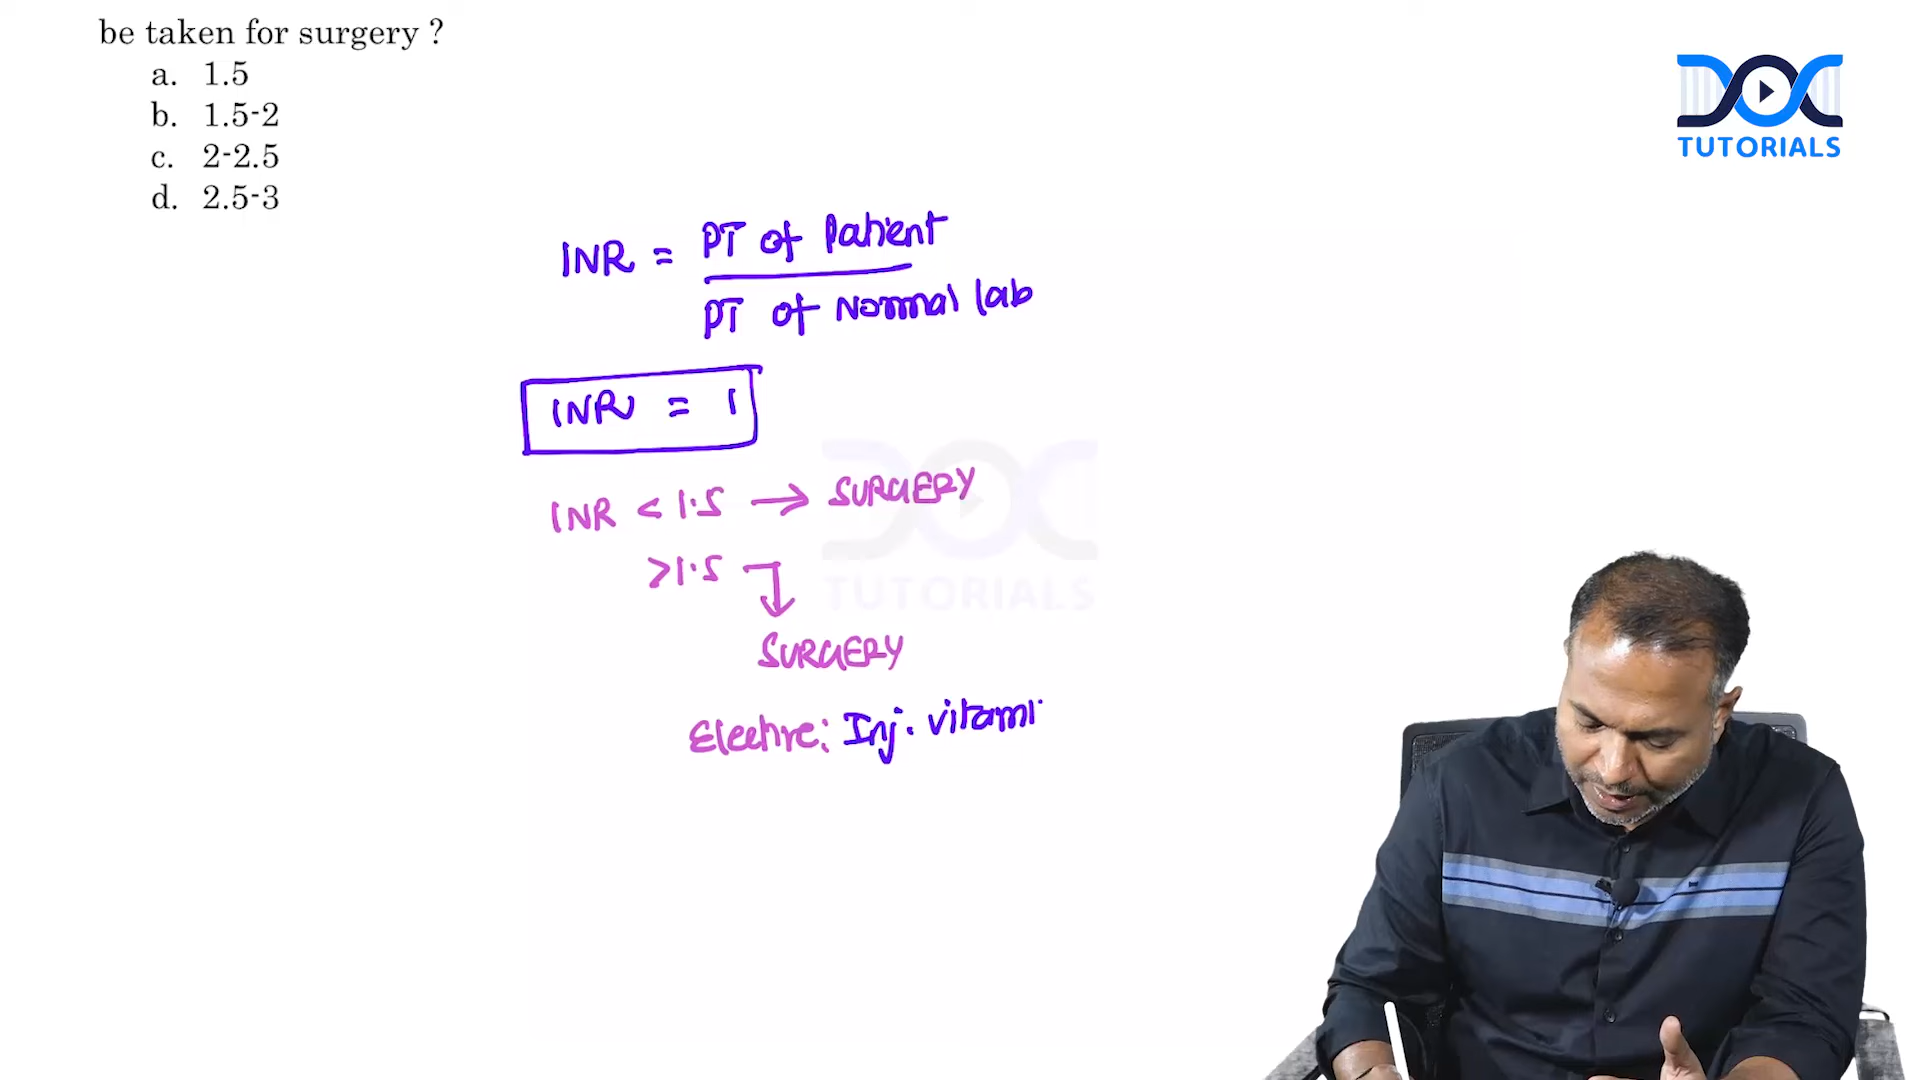 be taken for surgery ?
a. 1.5
b. 1.5-2
c. 2-2.5
d. 2.5-3
TUTORIALS
INR = PT of Patient
PT of Normal lab
INR = 1
INR < 1.5 → SURGERY
>1.5
SURGERY
Elective: Inj. vitami
TUTORIALS